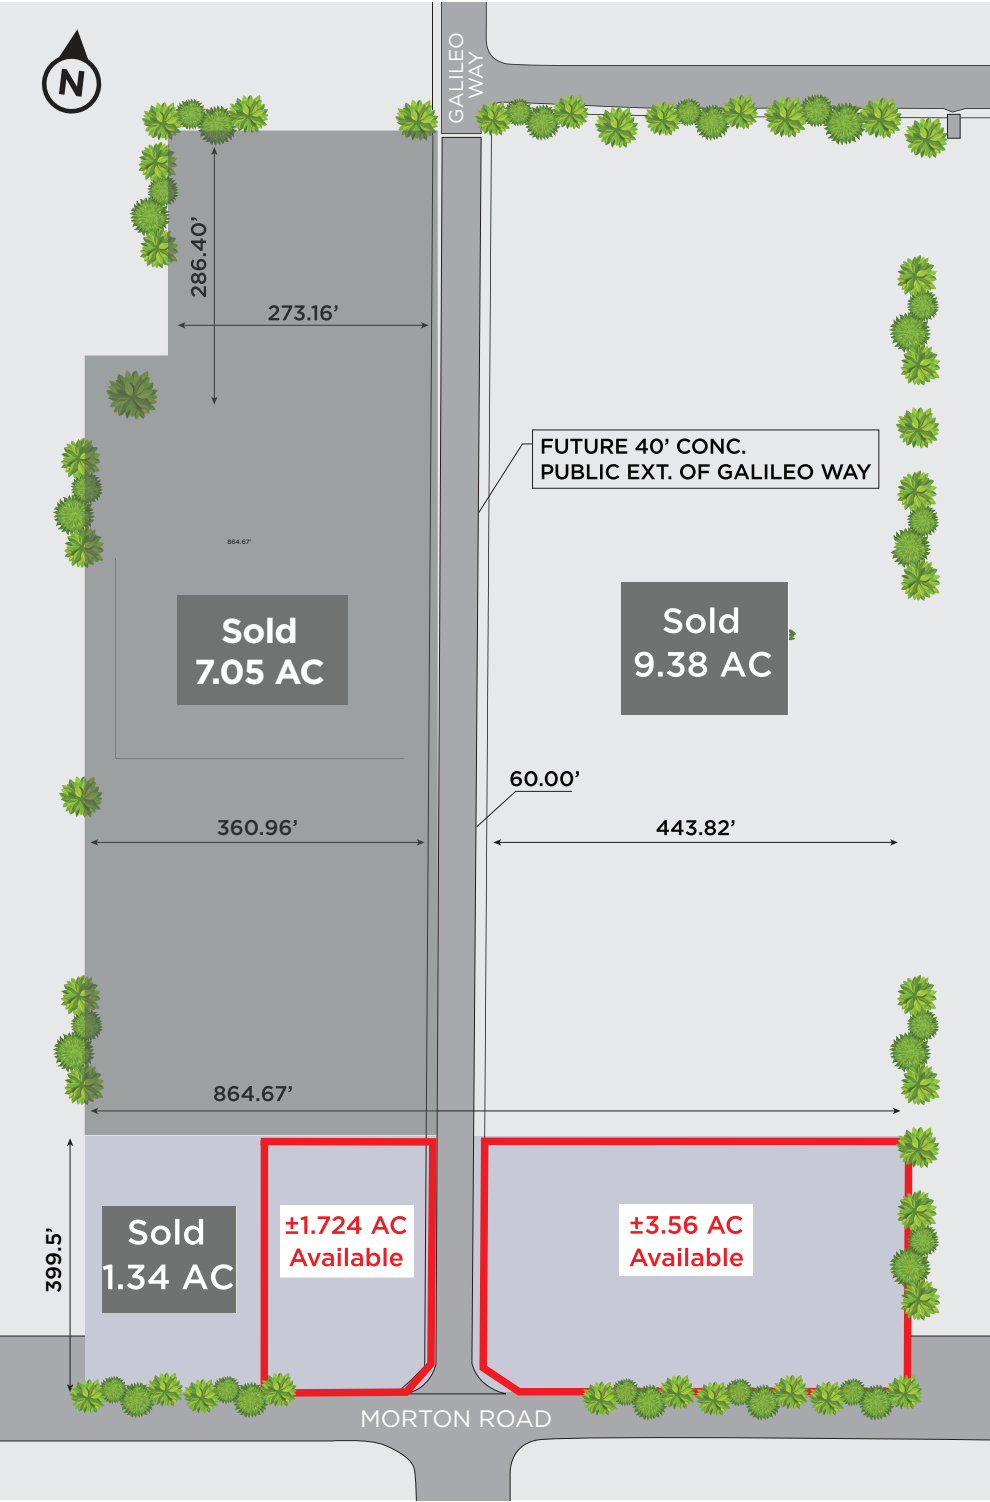 N
GALILEO
WAY
286.40’
273.16’
FUTURE 40’ CONC.
PUBLIC EXT. OF GALILEO WAY
864.67’
Sold
7.05 AC
Sold
9.38 AC
60.00’
360.96’
443.82’
864.67’
399.5’
Sold
1.34 AC
±1.724 AC
Available
±3.56 AC
Available
MORTON ROAD